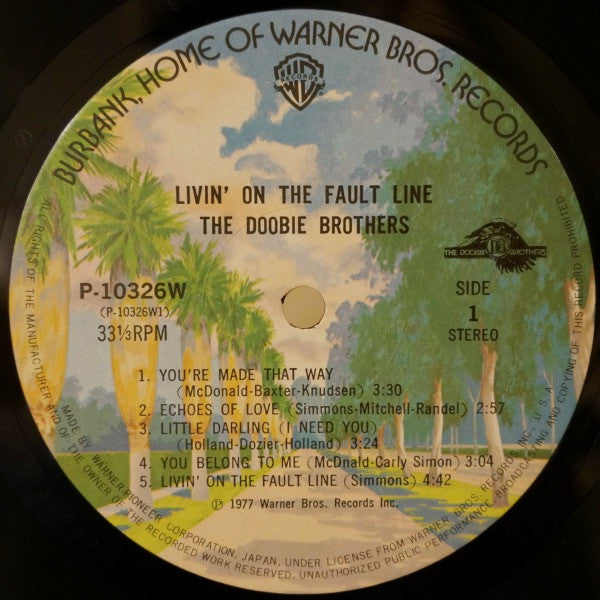 BURBANK, HOME OF WARNER BROS. RECORDS
RECORDS
LIVIN' ON THE FAULT LINE
THE DOOBIE BROTHERS
THE DOOBIE BROTHERS
P-10326W
(P-10326W1)
33⅓RPM
SIDE
1
STEREO
1. YOU'RE MADE THAT WAY
(McDonald-Baxter-Knudsen) 3:30
2. ECHOES OF LOVE (Simmons-Mitchell-Randel) 2:57
3. LITTLE DARLING (I NEED YOU)
(Holland-Dozier-Holland) 3:24
4. YOU BELONG TO ME (McDnald-Carly Simon) 3:04
5. LIVIN' ON THE FAULT LINE (Simmons) 4:42
℗ 1977 Warner Bros. Records Inc.
MADE BY WARNER-PIONEER CORPORATION, JAPAN, UNDER LICENSE FROM WARNER BROS. RECORDS INC., U.S.A.
ALL RIGHTS OF THE MANUFACTURER AND OF THE OWNER OF THE RECORDED WORK RESERVED. UNAUTHORIZED PUBLIC PERFORMANCE, BROADCASTING AND COPYING OF THIS RECORD PROHIBITED